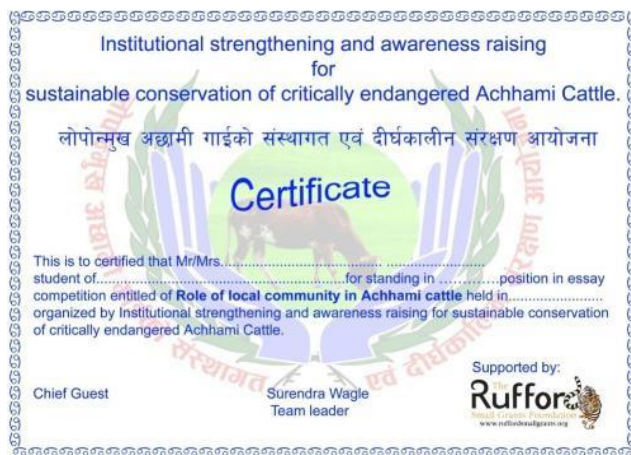 Institutional strengthening and awareness raising
for
sustainable conservation of critically endangered Achhami Cattle.
लोपोन्मुख अछामी गाईको संस्थागत एवं दीर्घकालीन संरक्षण आयोजना
Certificate
This is to certified that Mr/Mrs.................................................. ........................
student of..........................................................for standing in ..............position in essay
competition entitled of Role of local community in Achhami cattle held in.....................
organized by Institutional strengthening and awareness raising for sustainable conservation
of critically endangered Achhami Cattle.
Chief Guest
Surendra Wagle
Team leader
Supported by:
The
Rufford
Small Grants Foundation
www.ruffordsmallgrants.org